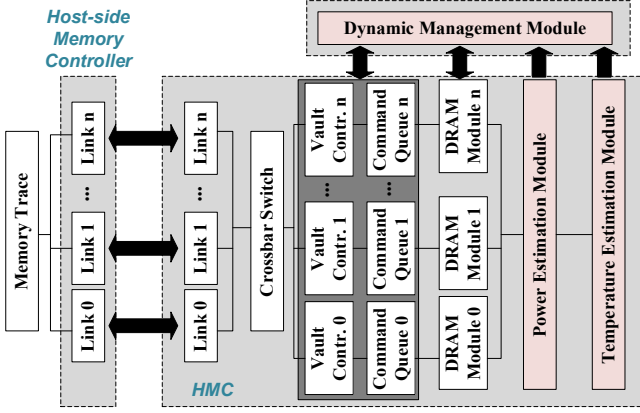 Host-side
Memory
Controller
Dynamic Management Module
Memory Trace
Link n
...
Link 1
Link 0
Link n
...
Link 1
Link 0
Crossbar Switch
Vault
Contr. n
Command
Queue n
...
...
Vault
Contr. 1
Command
Queue 1
Vault
Contr. 0
Command
Queue 0
DRAM
Module n
DRAM
Module 1
DRAM
Module 0
Power Estimation Module
Temperature Estimation Module
HMC